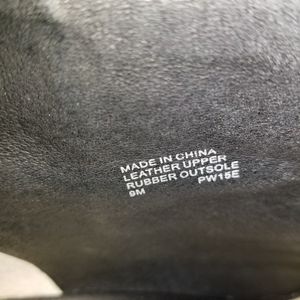 MADE IN CHINA
LEATHER UPPER
RUBBER OUTSOLE
9M PW15E